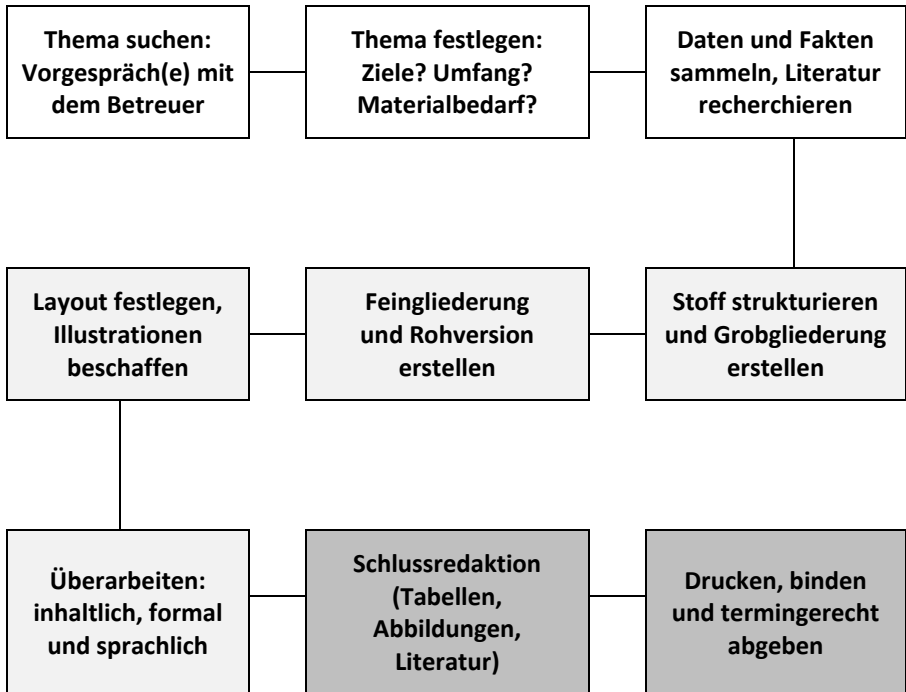 Thema suchen:
Vorgespräch(e) mit
dem Betreuer
Thema festlegen:
Ziele? Umfang?
Materialbedarf?
Daten und Fakten
sammeln, Literatur
recherchieren
Layout festlegen,
Illustrationen
beschaffen
Feingliederung
und Rohversion
erstellen
Stoff strukturieren
und Grobgliederung
erstellen
Überarbeiten:
inhaltlich, formal
und sprachlich
Schlussredaktion
(Tabellen,
Abbildungen,
Literatur)
Drucken, binden
und termingerecht
abgeben